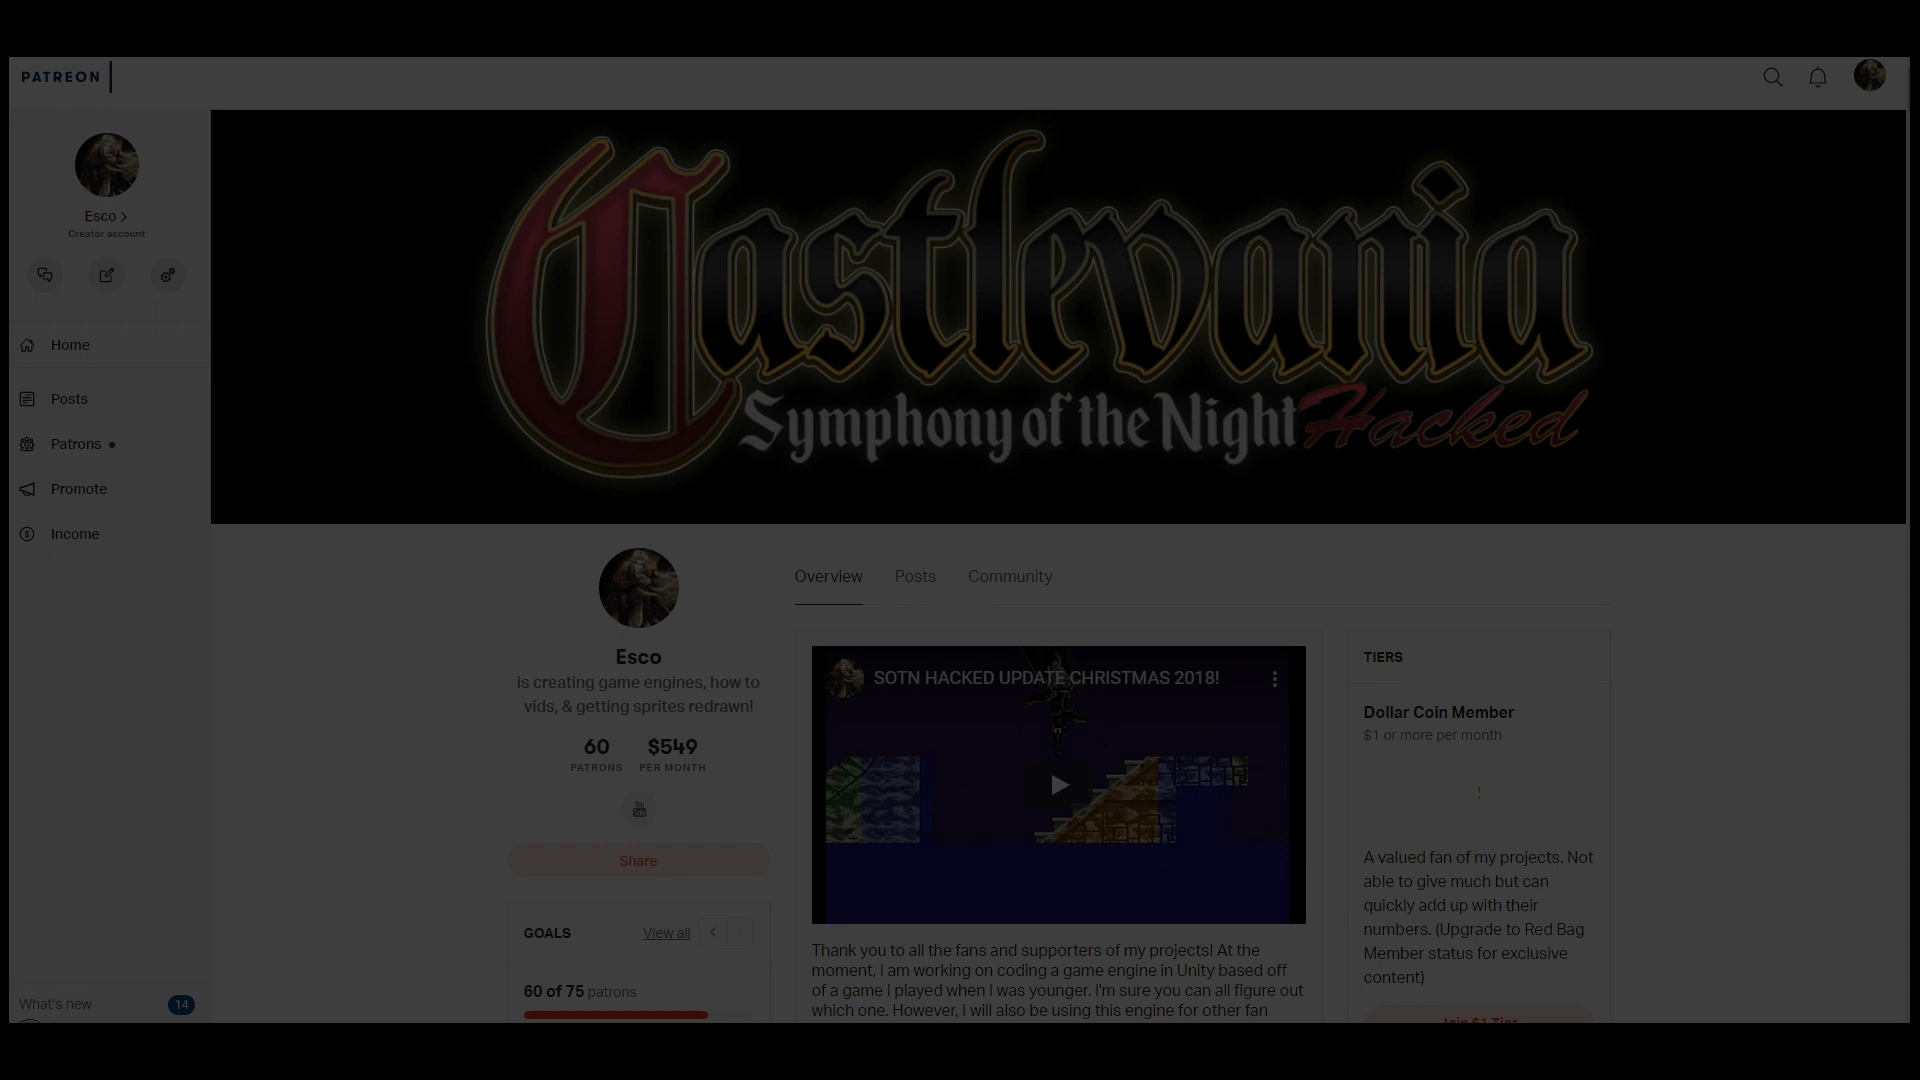 PATREON
Esco
Creator account
Home
Posts
Patrons
Promote
Income
What's new
14
Castlevania
Symphony of the Night Hacked
Esco
is creating game engines, how to
vids, & getting sprites redrawn!
60
PATRONS
$549
PER MONTH
You Tube
Share
GOALS
View all
60 of 75 patrons
Overview
Posts
Community
SOTN HACKED UPDATE CHRISTMAS 2018!
Thank you to all the fans and supporters of my projects! At the
moment, I am working on coding a game engine in Unity based off
of a game I played when I was younger. I'm sure you can all figure out
which one. However, I will also be using this engine for other fan
TIERS
Dollar Coin Member
$1 or more per month
!
A valued fan of my projects. Not
able to give much but can
quickly add up with their
numbers. (Upgrade to Red Bag
Member status for exclusive
content)
Join $1 Tier